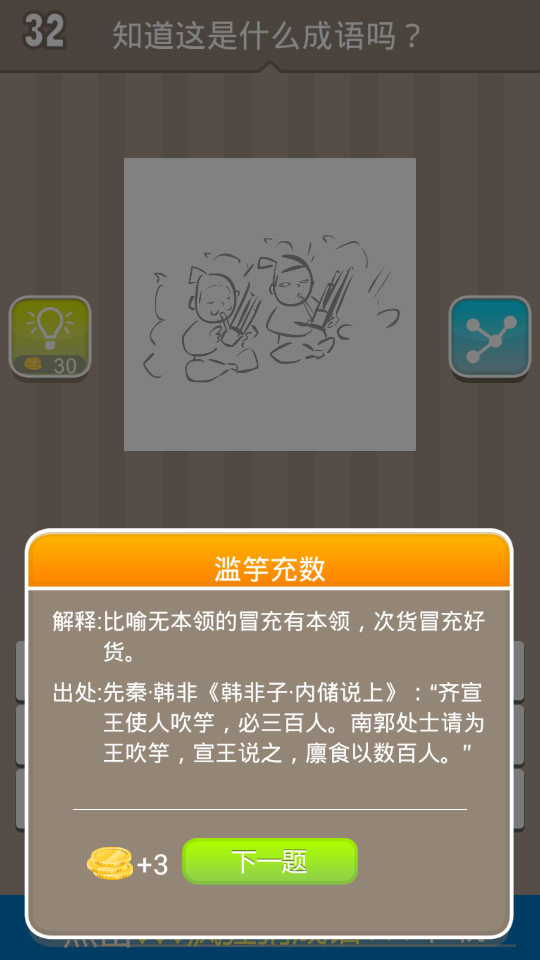 32
知道这是什么成语吗？
30
滥竽充数
解释:比喻无本领的冒充有本领，次货冒充好
货。
出处:先秦·韩非《韩非子·内储说上》：“齐宣
王使人吹竽，必三百人。南郭处士请为
王吹竽，宣王说之，廪食以数百人。”
+3
下一题